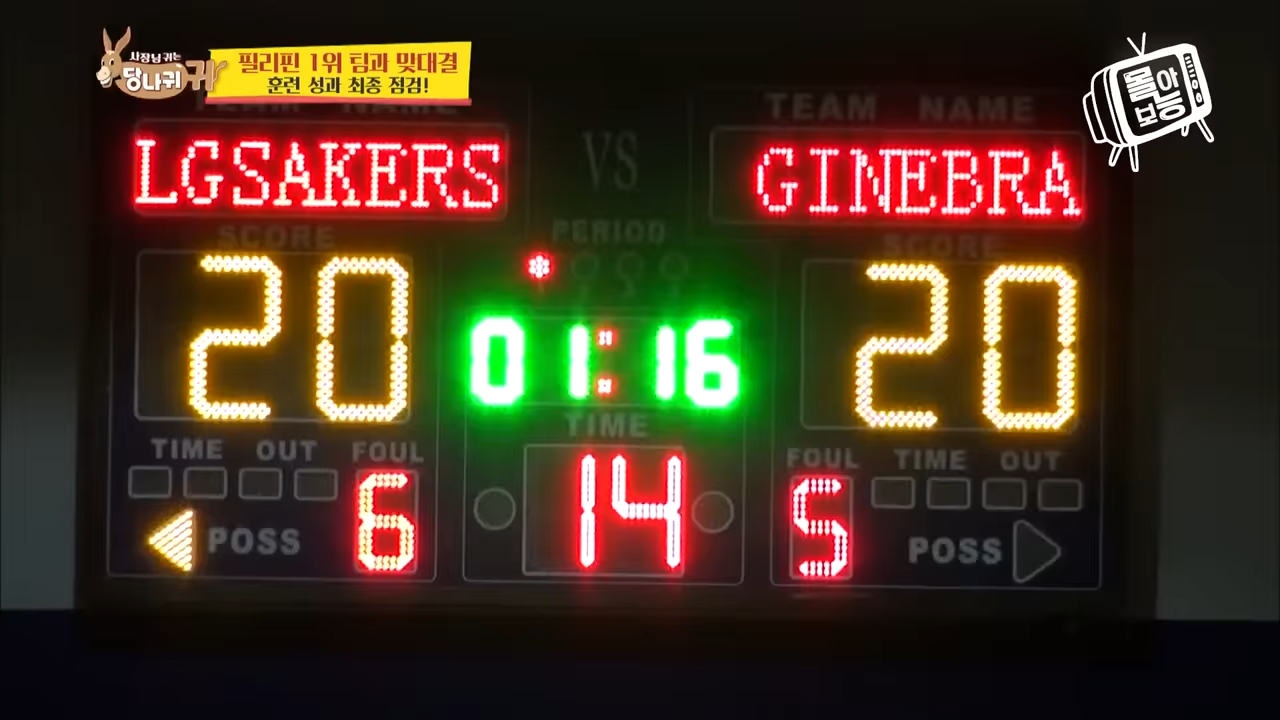 사장님 귀는
당나귀 귀
필리핀 1위 팀과 맞대결
훈련 성과 최종 점검!
몰아
보능
TEAM NAME
TEAM NAME
LGSAKERS
VS
GINEBRA
SCORE
PERIOD
SCORE
20
01:16
20
TIME OUT FOUL
TIME
FOUL TIME OUT
6
14
5
POSS
POSS